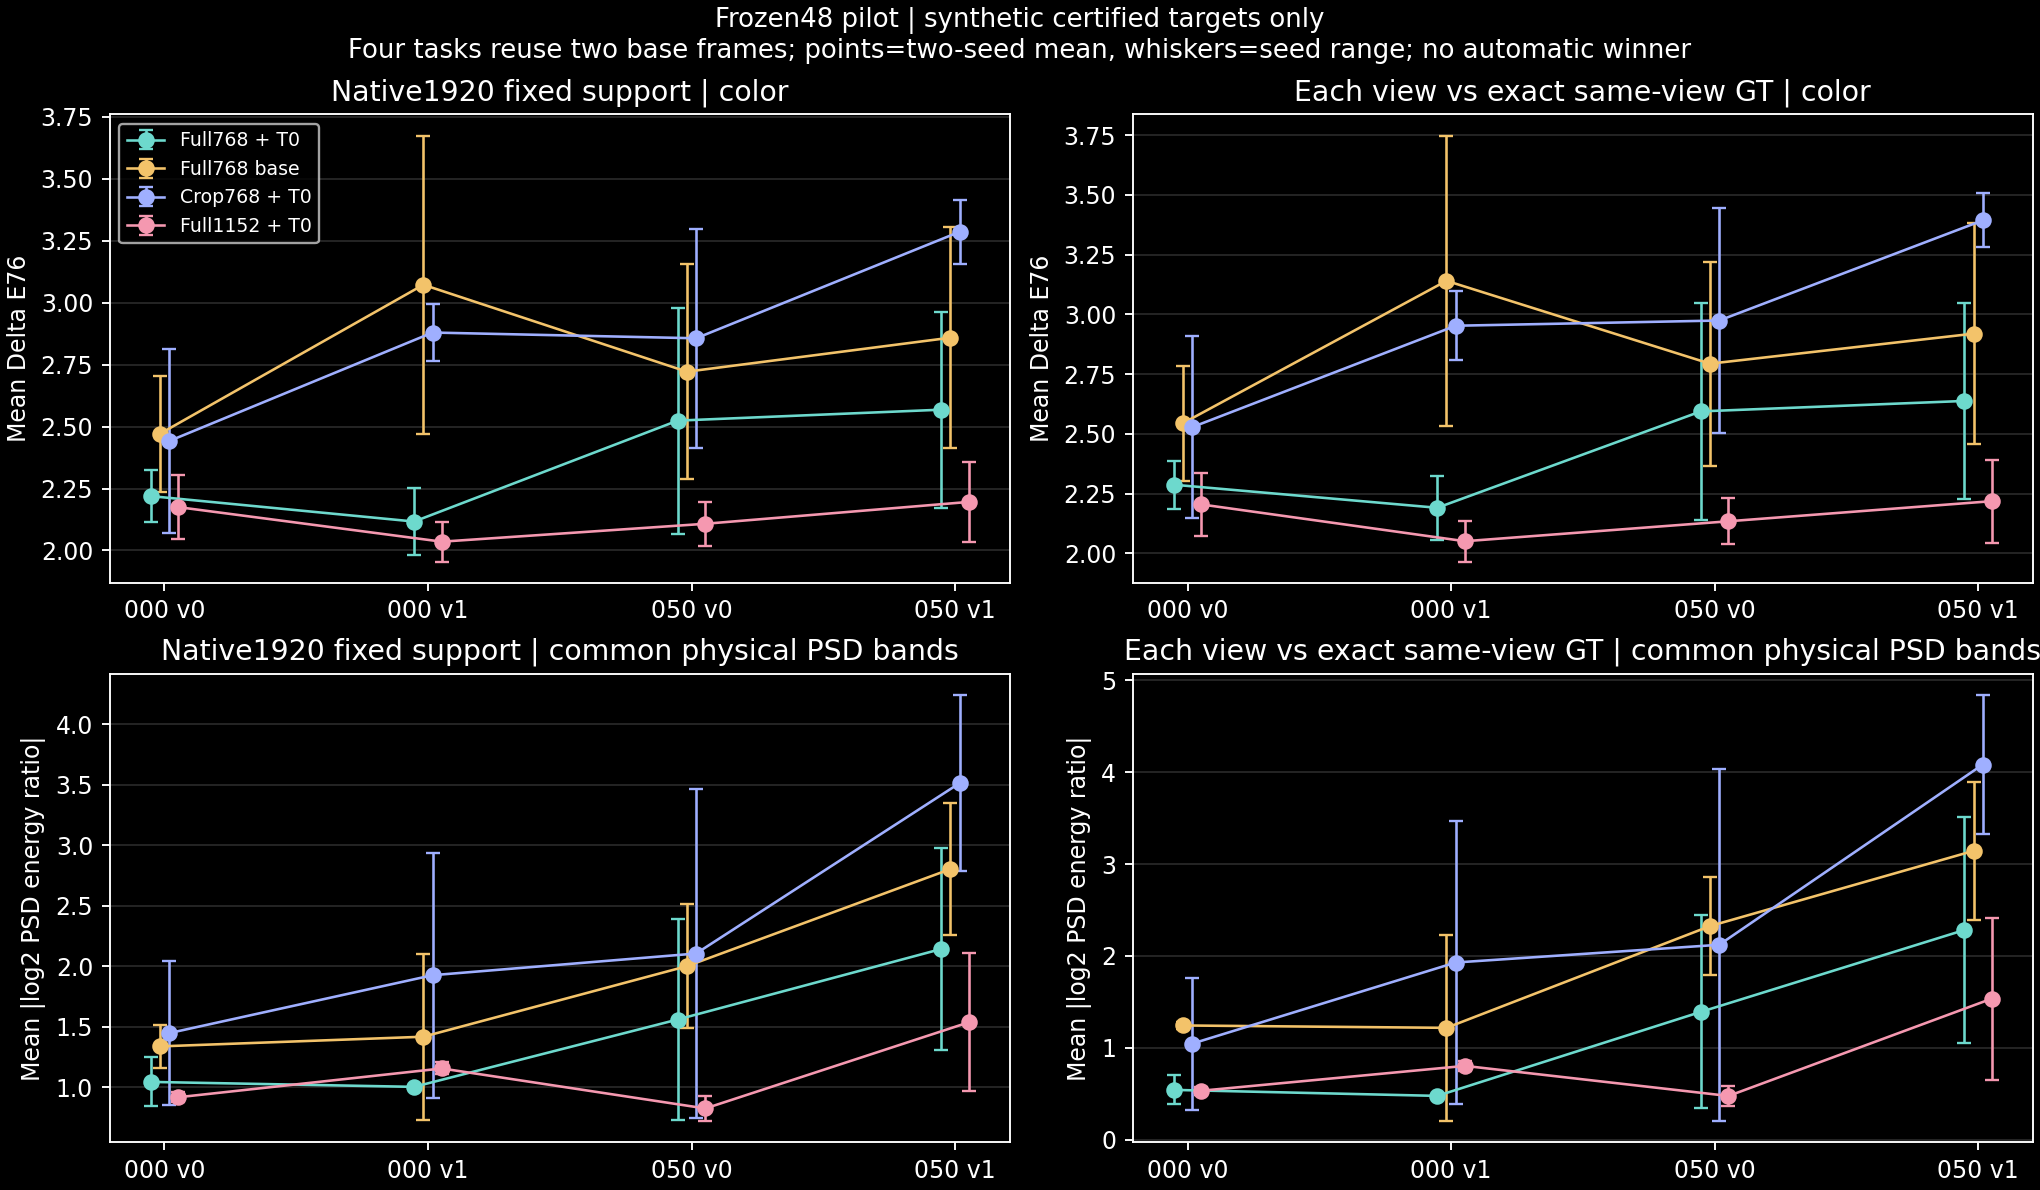 Frozen48 pilot | synthetic certified targets only
Four tasks reuse two base frames; points=two-seed mean, whiskers=seed range; no automatic winner
Native1920 fixed support | color
Mean Delta E76
3.75
3.50
3.25
3.00
2.75
2.50
2.25
2.00
Full768 + T0
Full768 base
Crop768 + T0
Full1152 + T0
000 v0
000 v1
050 v0
050 v1
Each view vs exact same-view GT | color
Mean Delta E76
3.75
3.50
3.25
3.00
2.75
2.50
2.25
2.00
000 v0
000 v1
050 v0
050 v1
Native1920 fixed support | common physical PSD bands
Mean |log2 PSD energy ratio|
4.0
3.5
3.0
2.5
2.0
1.5
1.0
000 v0
000 v1
050 v0
050 v1
Each view vs exact same-view GT | common physical PSD bands
Mean |log2 PSD energy ratio|
5
4
3
2
1
0
000 v0
000 v1
050 v0
050 v1